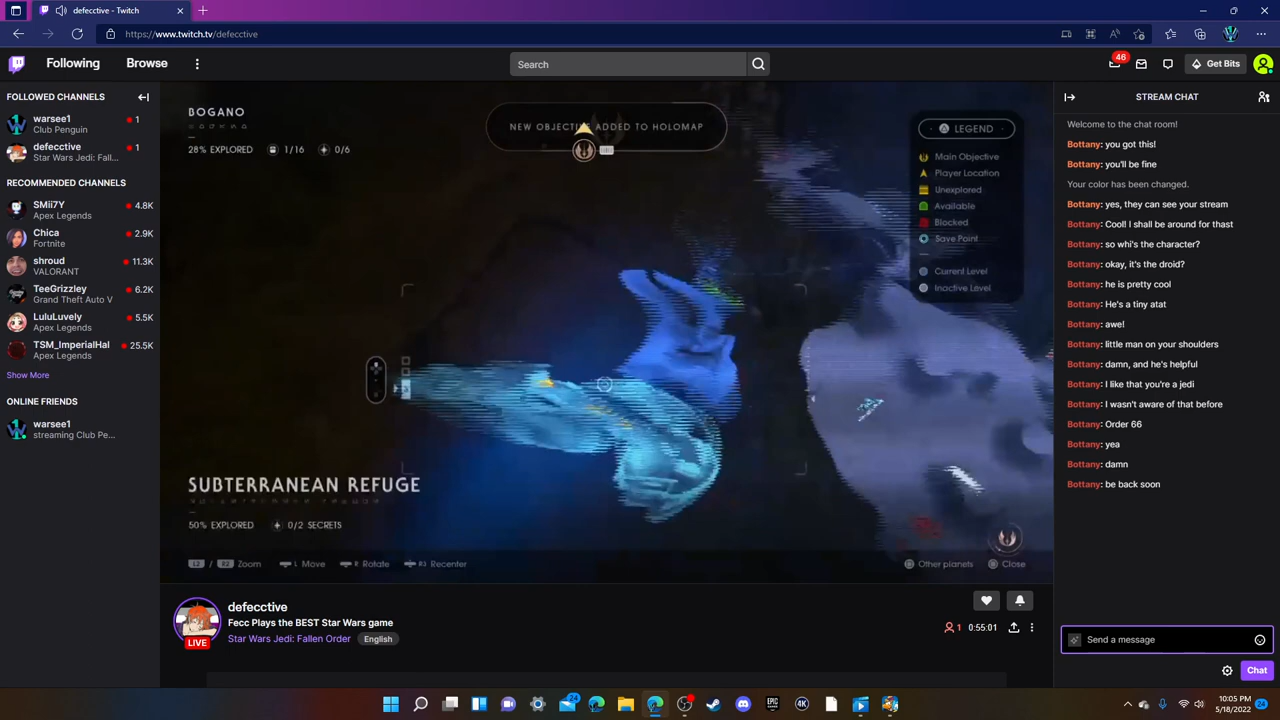 defecctive - Twitch
https://www.twitch.tv/defecctive
Following
Browse
Search
46
Get Bits
FOLLOWED CHANNELS
warsee1
1
Club Penguin
defecctive
1
Star Wars Jedi: Fall...
RECOMMENDED CHANNELS
SMii7Y
4.8K
Apex Legends
Chica
2.9K
Fortnite
shroud
11.3K
VALORANT
TeeGrizzley
6.2K
Grand Theft Auto V
LuluLuvely
5.5K
Apex Legends
TSM_ImperialHal
25.5K
Apex Legends
Show More
ONLINE FRIENDS
warsee1
streaming Club Pe...
BOGANO
28% EXPLORED 1/16 0/6
NEW OBJECTIVE ADDED TO HOLOMAP
LEGEND
Main Objective
Player Location
Unexplored
Available
Blocked
Save Point
Current Level
Inactive Level
SUBTERRANEAN REFUGE
50% EXPLORED 0/2 SECRETS
L2 / R2 Zoom L Move R Rotate R3 Recenter
Other planets Close
LIVE
defecctive
Fecc Plays the BEST Star Wars game
Star Wars Jedi: Fallen Order English
1 0:55:01
STREAM CHAT
Welcome to the chat room!
Bottany: you got this!
Bottany: you'll be fine
Your color has been changed.
Bottany: yes, they can see your stream
Bottany: Cool! I shall be around for thast
Bottany: so whi's the character?
Bottany: okay, it's the droid?
Bottany: he is pretty cool
Bottany: He's a tiny atat
Bottany: awe!
Bottany: little man on your shoulders
Bottany: damn, and he's helpful
Bottany: I like that you're a jedi
Bottany: I wasn't aware of that before
Bottany: Order 66
Bottany: yea
Bottany: damn
Bottany: be back soon
Send a message
Chat
24
EPIC GAMES
4K
10:05 PM
5/18/2022
24